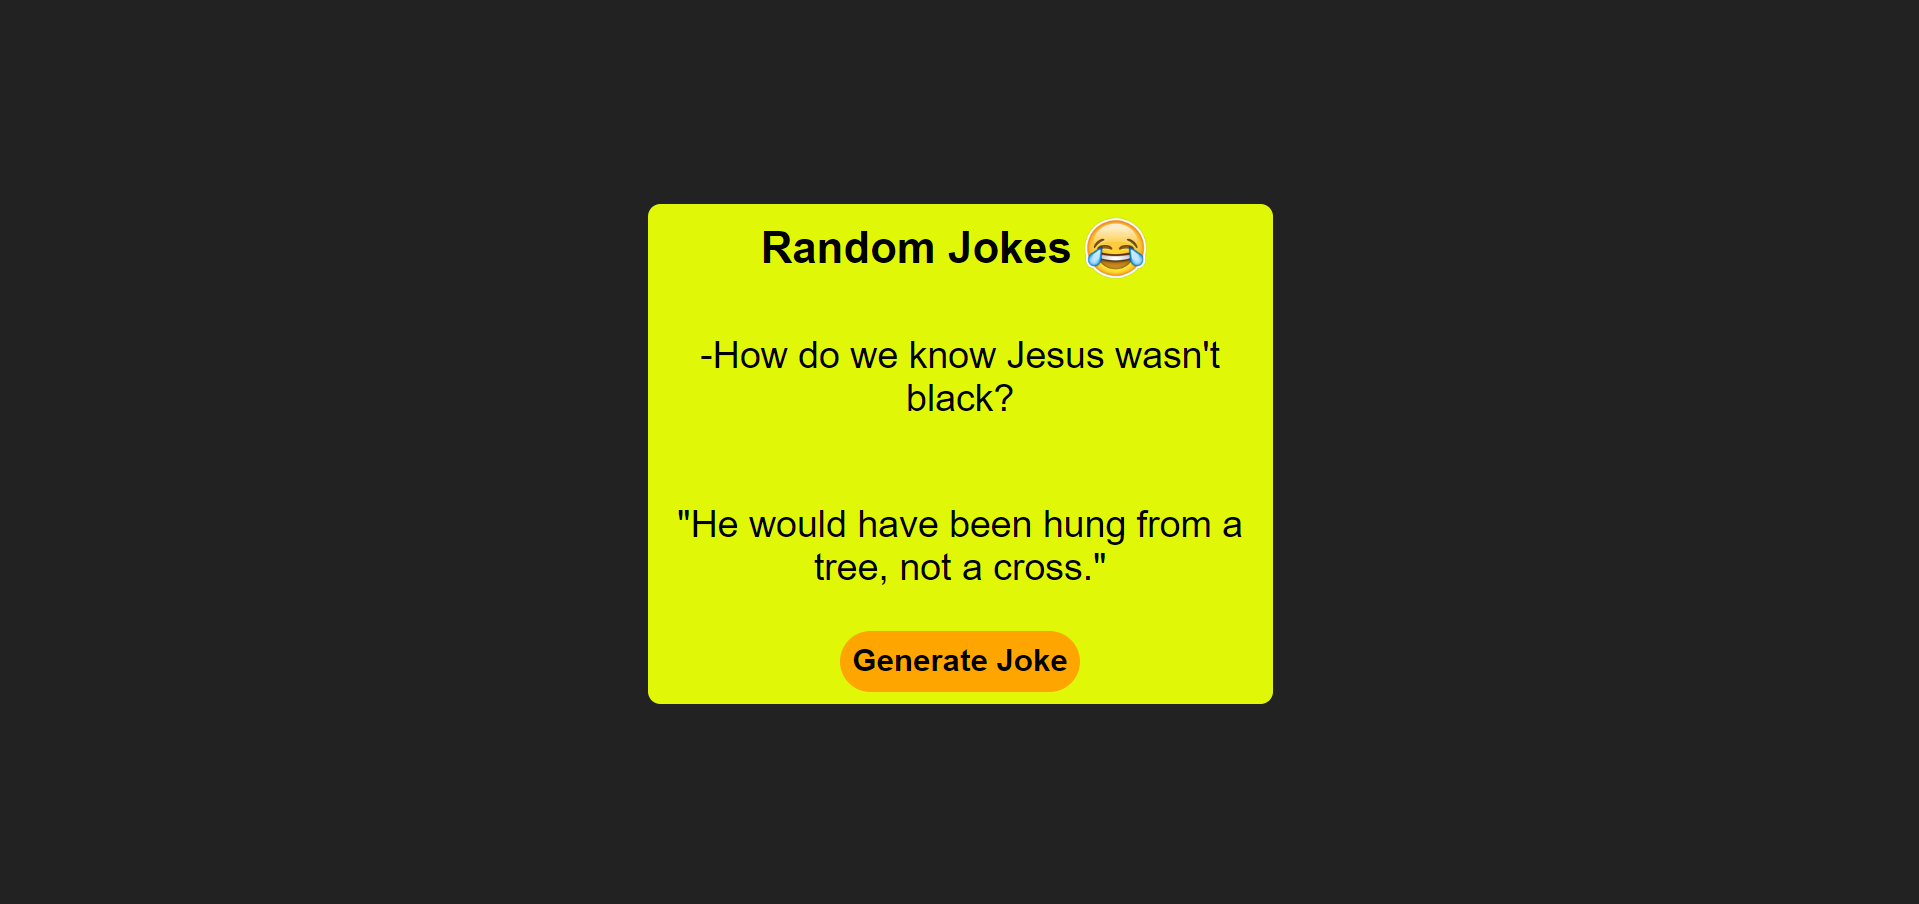 Random Jokes 😂
-How do we know Jesus wasn't
black?
"He would have been hung from a
tree, not a cross."
Generate Joke